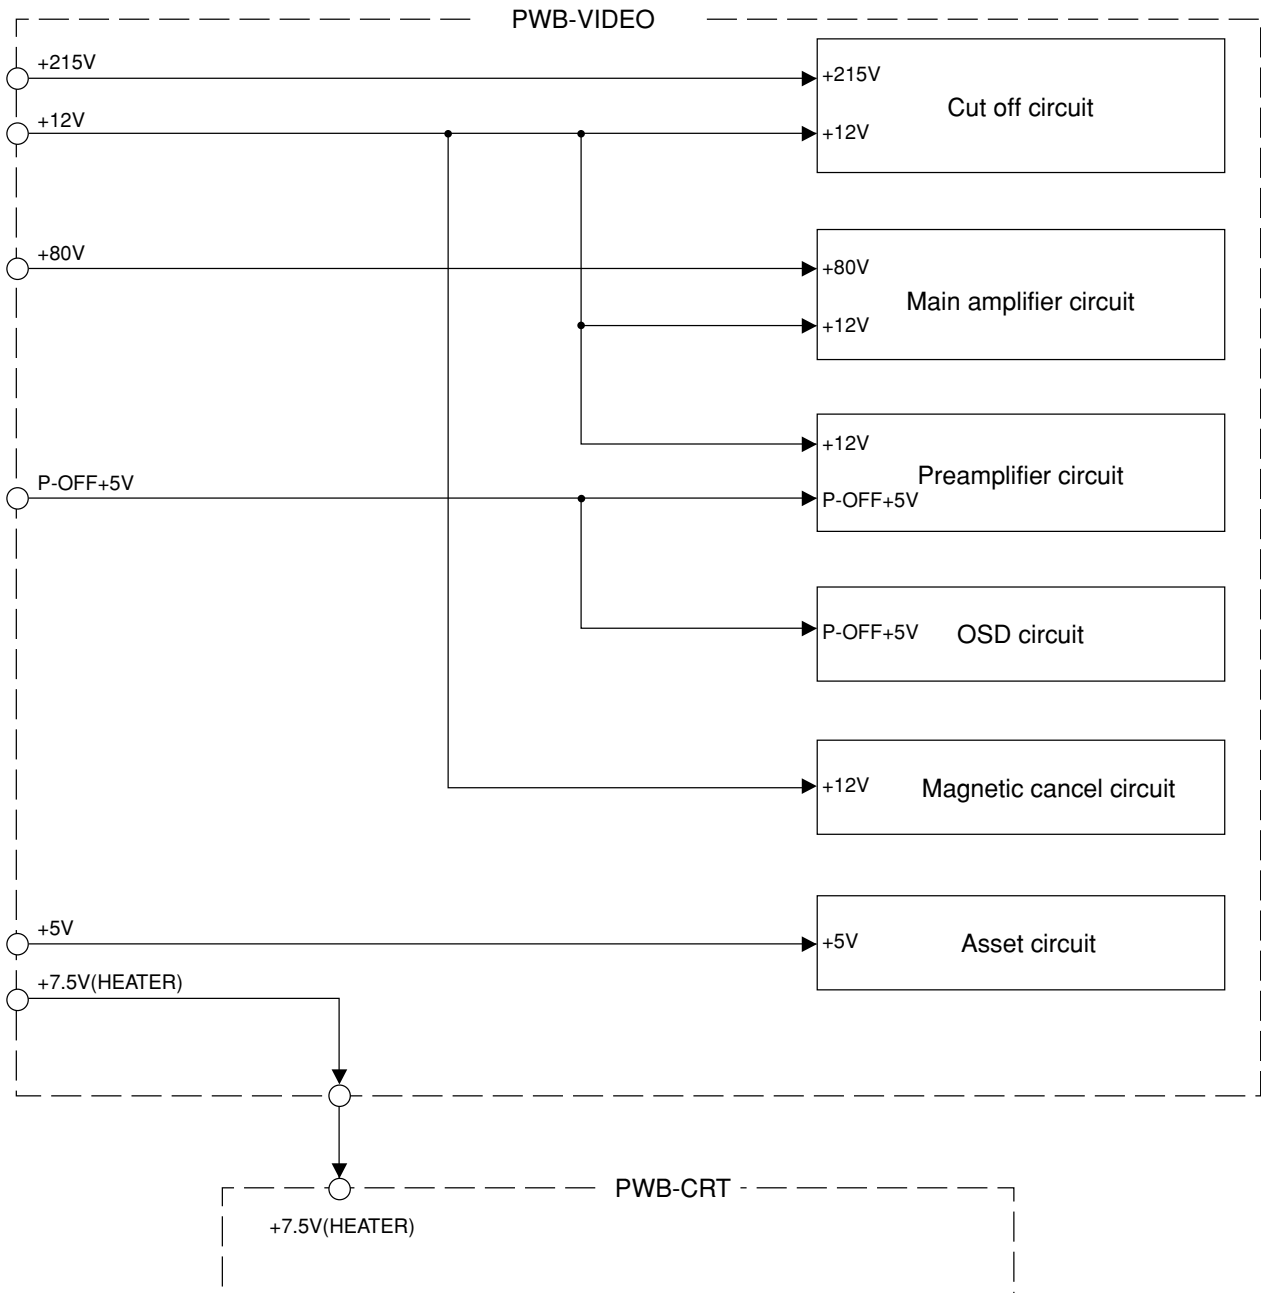 PWB-VIDEO
+215V
+215V
Cut off circuit
+12V
+12V
+80V
+80V
Main amplifier circuit
+12V
+12V
Preamplifier circuit
P-OFF+5V
P-OFF+5V
P-OFF+5V
OSD circuit
+12V
Magnetic cancel circuit
+5V
+5V
Asset circuit
+7.5V(HEATER)
PWB-CRT
+7.5V(HEATER)